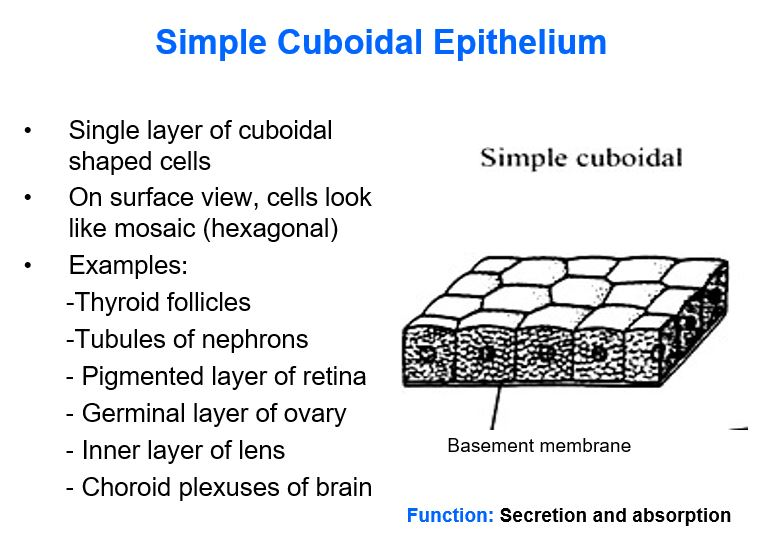 Simple Cuboidal Epithelium
• Single layer of cuboidal
shaped cells
• On surface view, cells look
like mosaic (hexagonal)
• Examples:
-Thyroid follicles
-Tubules of nephrons
- Pigmented layer of retina
- Germinal layer of ovary
- Inner layer of lens
- Choroid plexuses of brain
Simple cuboidal
Basement membrane
Function: Secretion and absorption